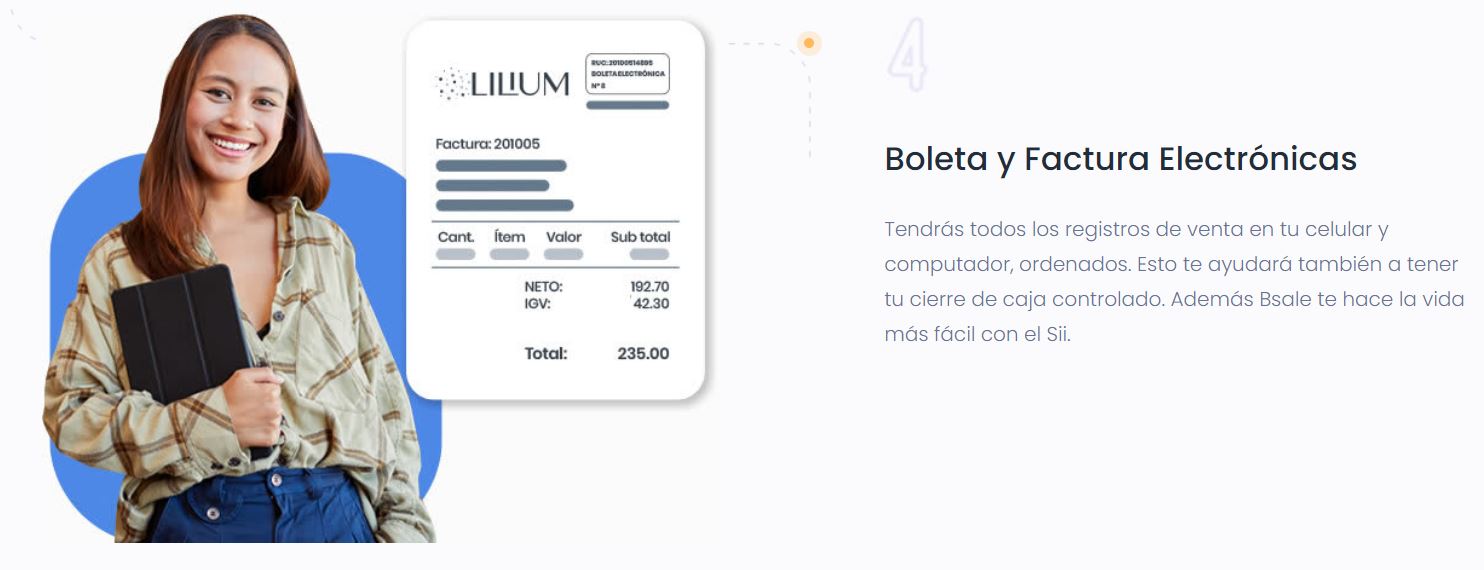 LILIUM
RUC:20100514895
BOLETA ELECTRÓNICA
Nº 8
Factura: 201005
Cant. Ítem Valor Sub total
NETO: 192.70
IGV: 42.30
Total: 235.00
4
Boleta y Factura Electrónicas
Tendrás todos los registros de venta en tu celular y
computador, ordenados. Esto te ayudará también a tener
tu cierre de caja controlado. Además Bsale te hace la vida
más fácil con el Sii.